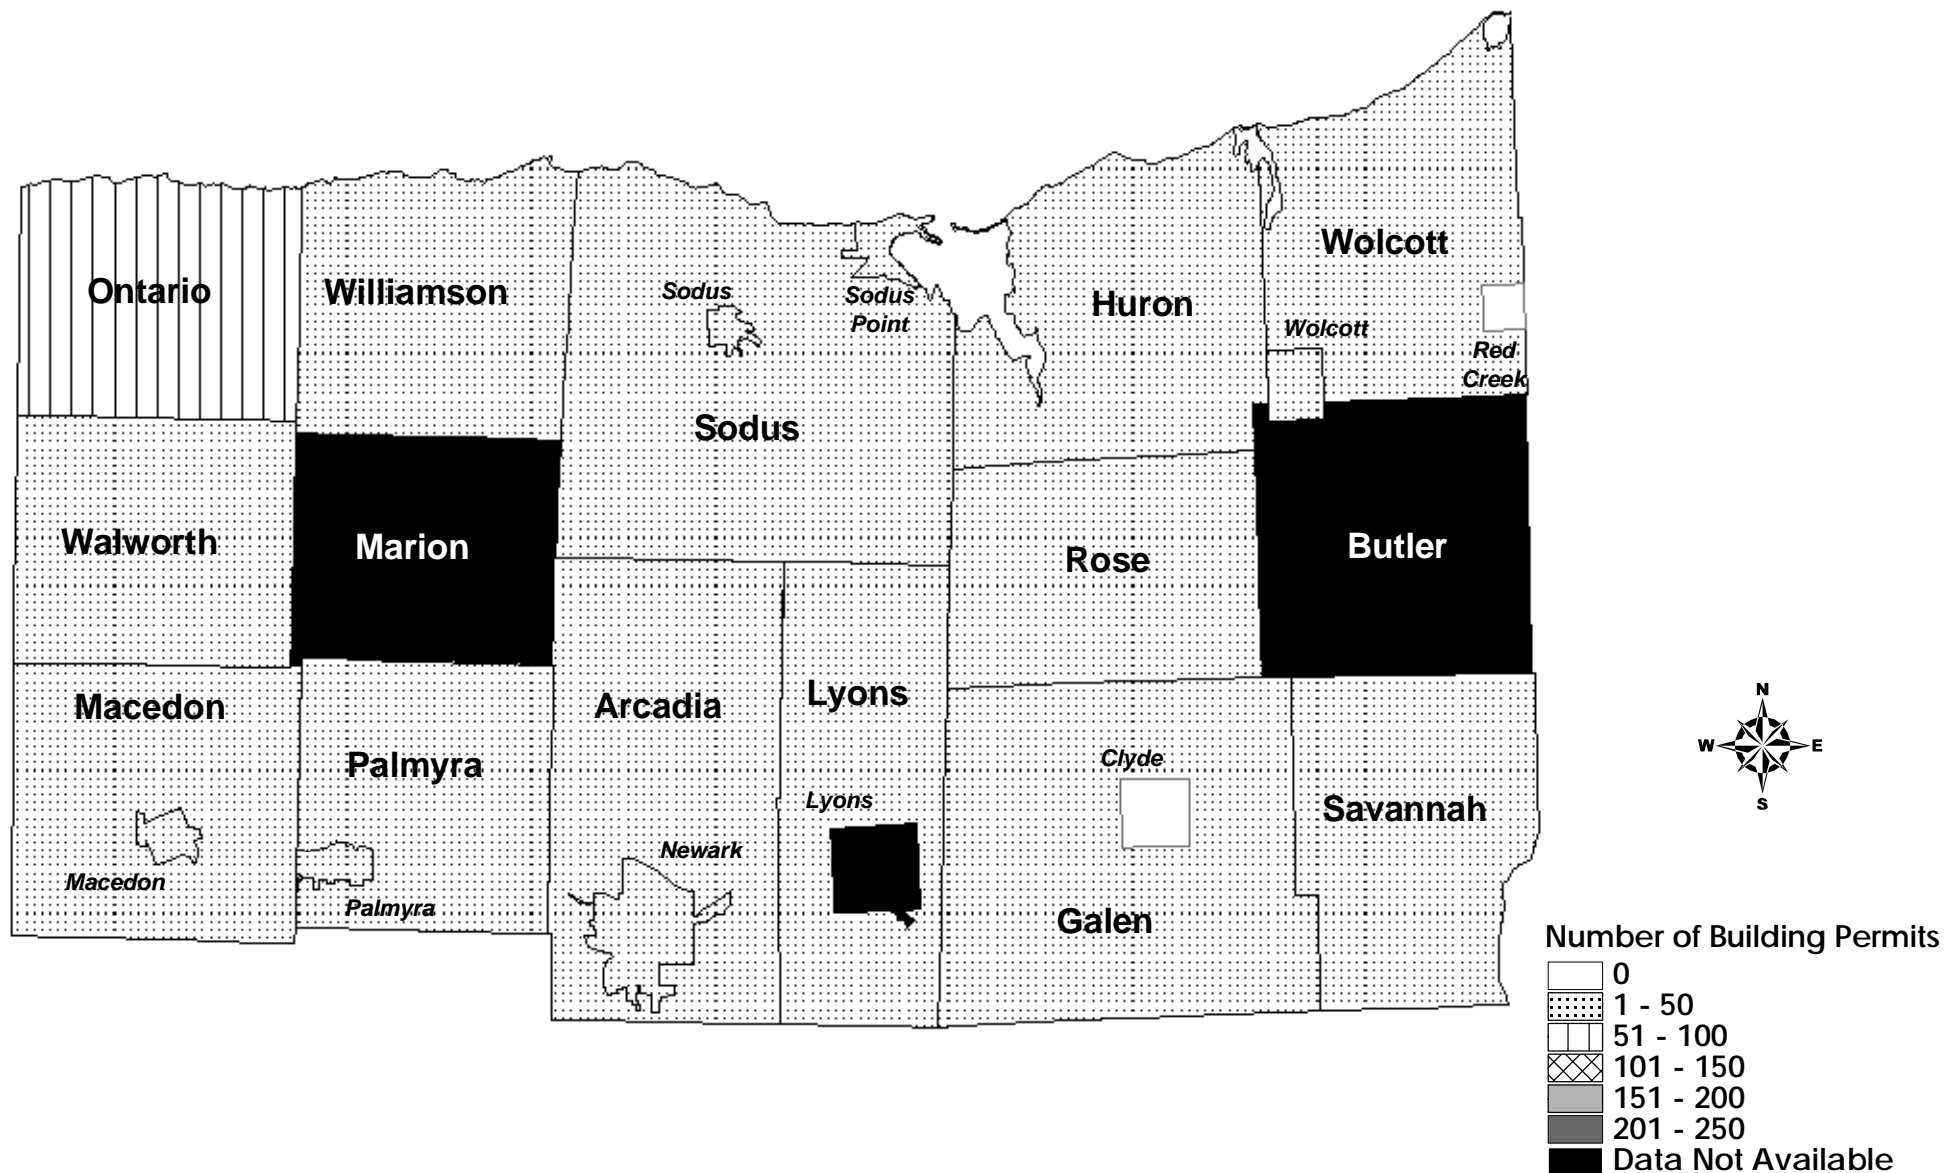 Wolcott
Ontario
Williamson
Sodus
Sodus
Point
Huron
Wolcott
Red
Creek
Sodus
Walworth
Marion
Rose
Butler
Macedon
Arcadia
Lyons
Palmyra
Clyde
Lyons
Savannah
Newark
Macedon
Palmyra
Galen
N
W
E
S
Number of Building Permits
0
1 - 50
51 - 100
101 - 150
151 - 200
201 - 250
Data Not Available